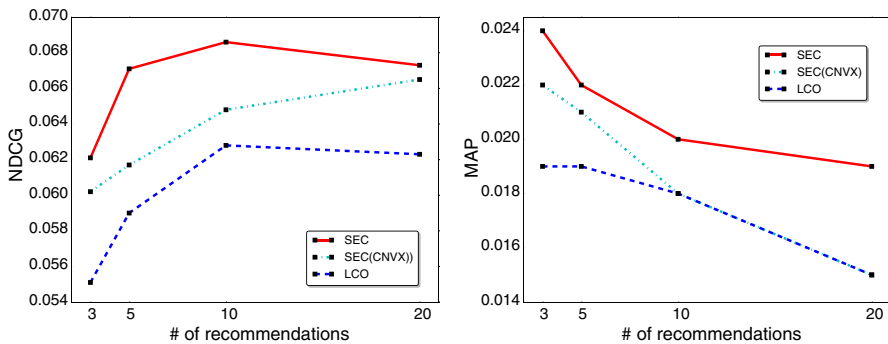 NDCG
0.070
0.068
0.066
0.064
0.062
0.060
0.058
0.056
0.054
3 5 10 20
# of recommendations
SEC
SEC(CNVX))
LCO
MAP
0.024
0.022
0.020
0.018
0.016
0.014
3 5 10 20
# of recommendations
SEC
SEC(CNVX)
LCO